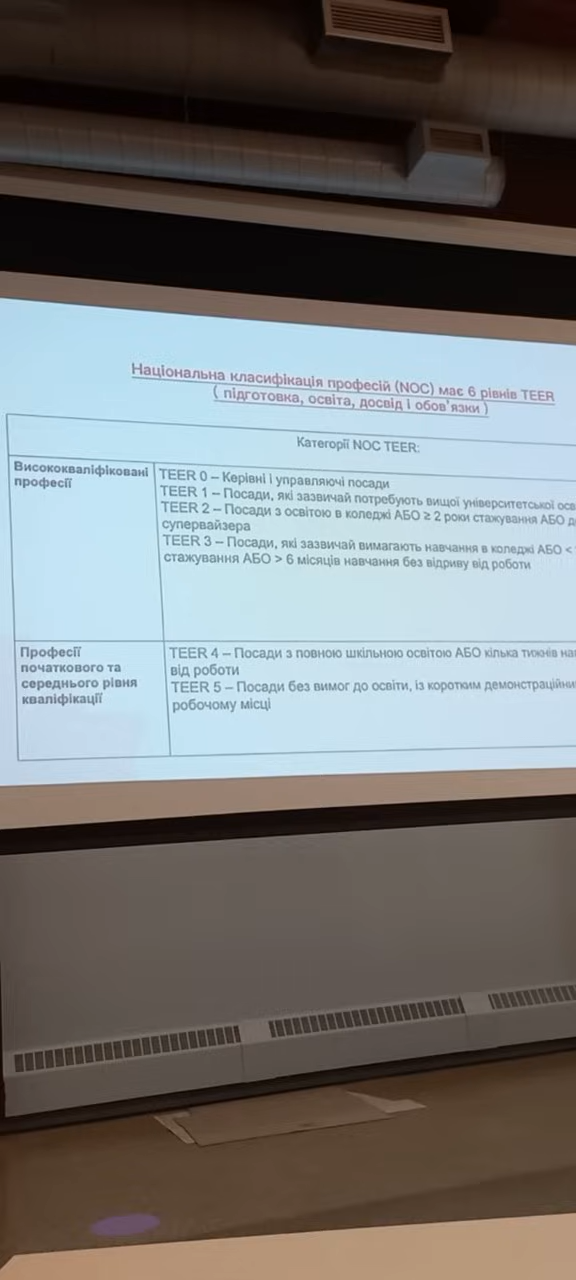 Національна класифікація професій (NOC) має 6 рівнів TEER
( підготовка, освіта, досвід і обов'язки )
Категорії NOC TEER:
Висококваліфіковані
професії
TEER 0 – Керівні і управляючі посади
TEER 1 – Посади, які зазвичай потребують вищої університетської
TEER 2 – Посади з освітою в коледжі АБО ≥ 2 роки стажування АБО
супервайзера
TEER 3 – Посади, які зазвичай вимагають навчання в коледжі АБО <
стажування АБО > 6 місяців навчання без відриву від роботи
Професії
початкового та
середнього рівня
кваліфікації
TEER 4 – Посади з повною шкільною освітою АБО кілька тижнів
від роботи
TEER 5 – Посади без вимог до освіти, із коротким
робочому місці